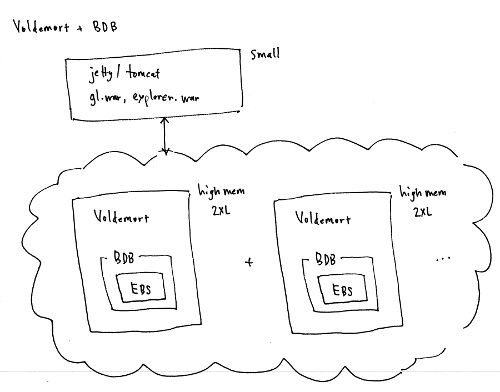 Voldemort + BDB
small
jetty / tomcat
gl.war, explorer.war
high mem
2XL
Voldemort
BDB
EBS
+
high mem
2XL
Voldemort
BDB
EBS
...